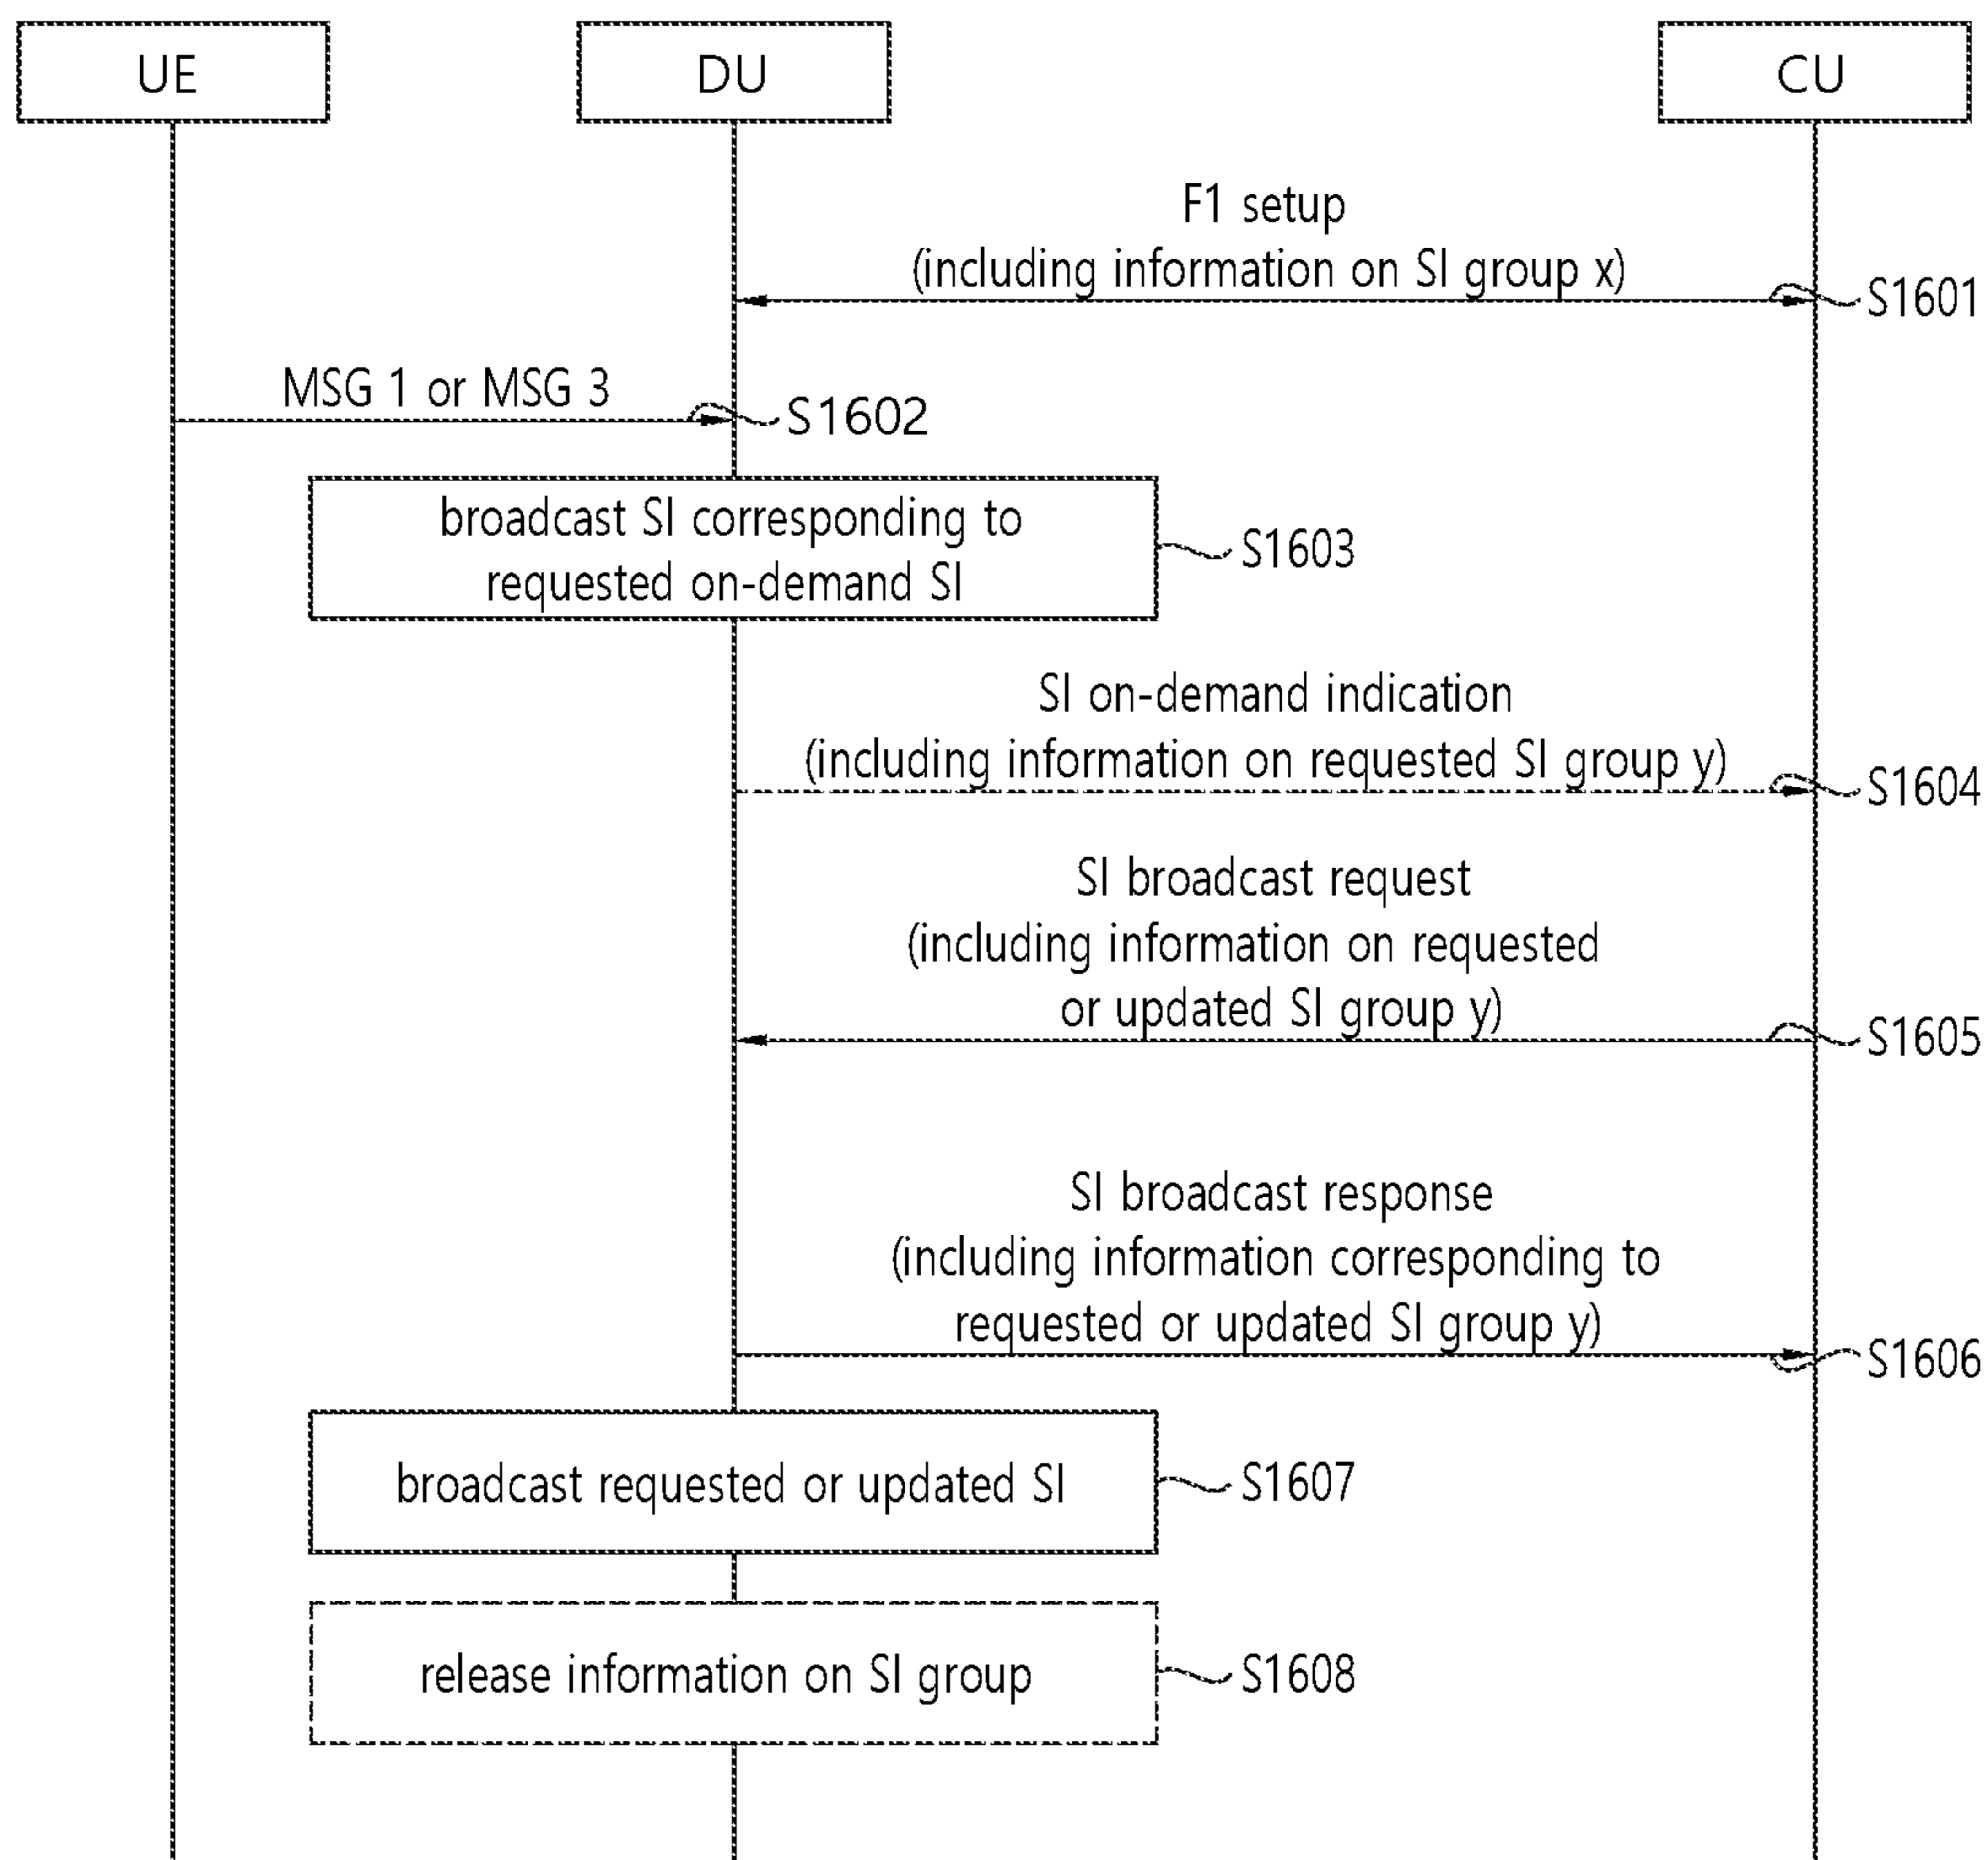 UE
DU
CU
F1 setup
(including information on SI group x)
S1601
MSG 1 or MSG 3
S1602
broadcast SI corresponding to
requested on-demand SI
S1603
SI on-demand indication
(including information on requested SI group y)
S1604
SI broadcast request
(including information on requested
or updated SI group y)
S1605
SI broadcast response
(including information corresponding to
requested or updated SI group y)
S1606
broadcast requested or updated SI
S1607
release information on SI group
S1608